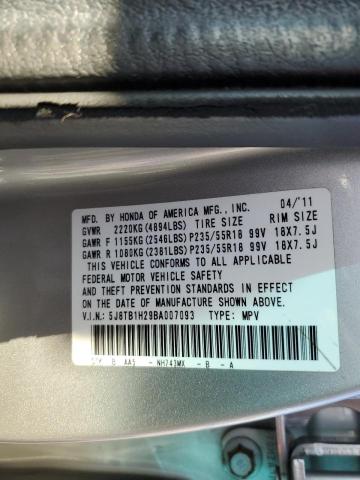 MFD. BY HONDA OF AMERICA MFG., INC. 04/'11
GVWR 2220KG (4894LBS) TIRE SIZE RIM SIZE
GAWR F 1155KG (2546LBS) P235/55R18 99V 18X7.5J
GAWR R 1080KG (2381LBS) P235/55R18 99V 18X7.5J
THIS VEHICLE CONFORMS TO ALL APPLICABLE
FEDERAL MOTOR VEHICLE SAFETY
AND THEFT PREVENTION STANDARDS IN EFFECT ON
THE DATE OF MANUFACTURE SHOWN ABOVE.
V.I.N.: 5J8TB1H29BA007093 TYPE: MPV
B AA5 NH743MX - B - A